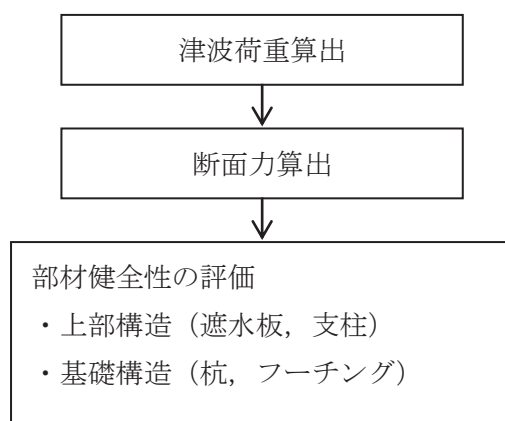 津波荷重算出
断面力算出
部材健全性の評価
・上部構造（遮水板，支柱）
・基礎構造（杭，フーチング）